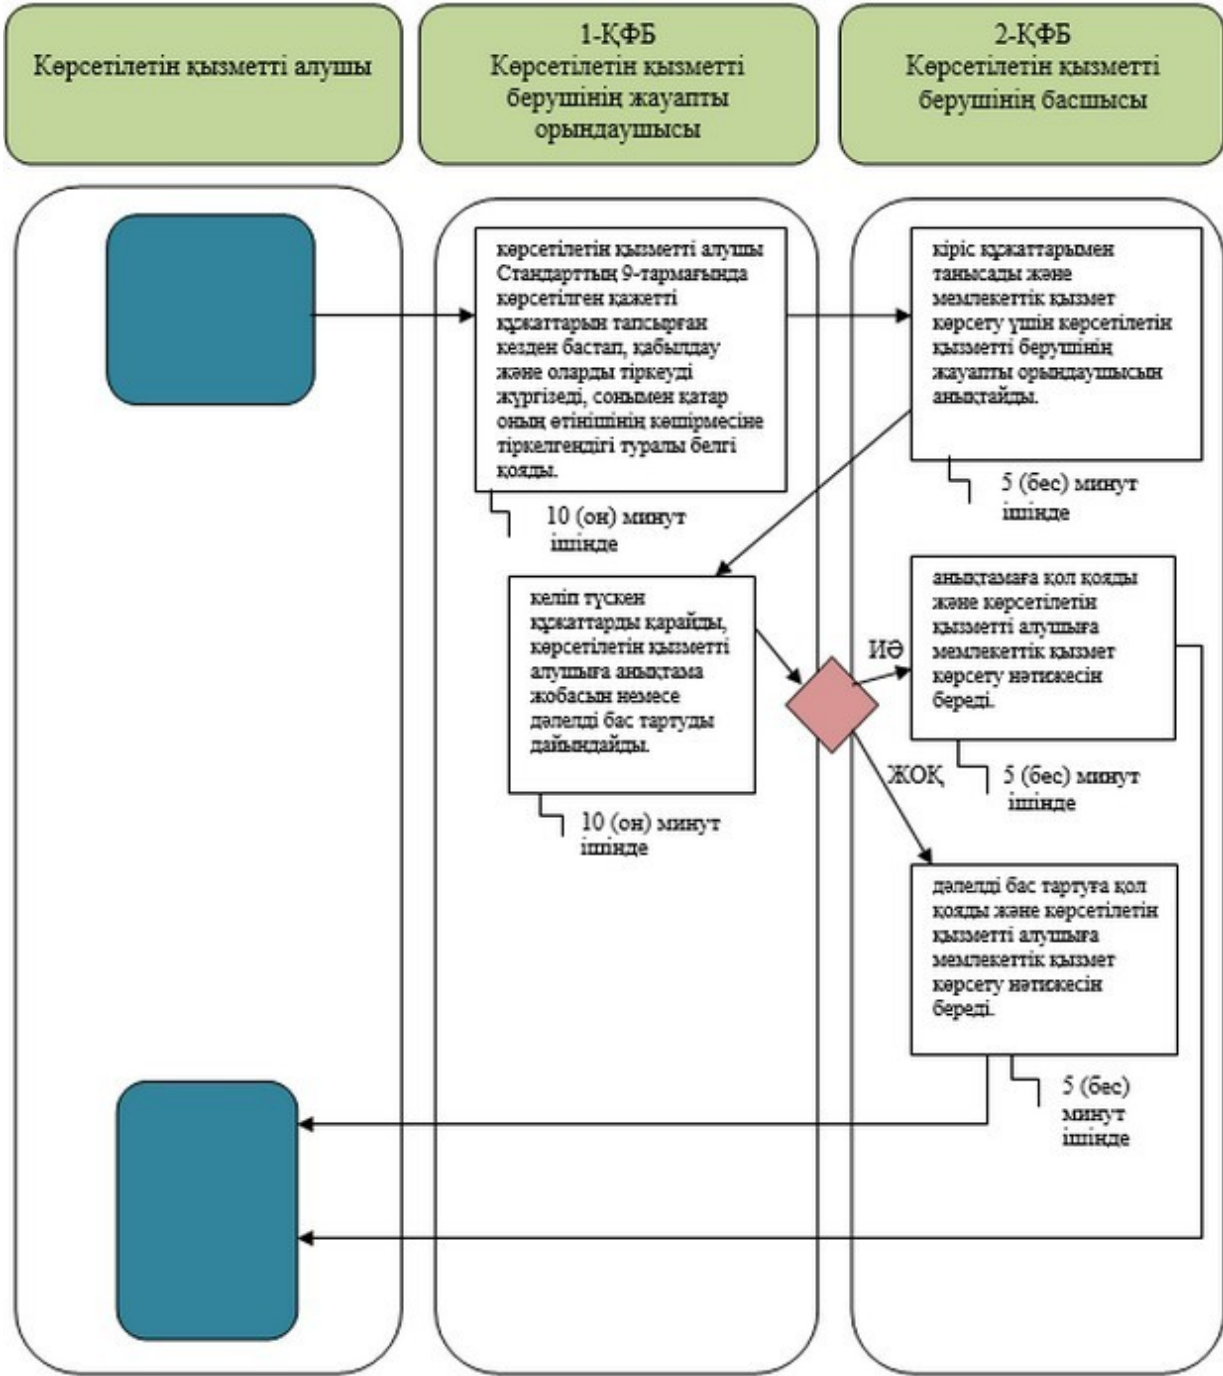 Көрсетілетін қызметті алушы
1-ҚФБ
Көрсетілетін қызметті
берушінің жауапты
орындаушысы
2-ҚФБ
Көрсетілетін қызметті
берушінің басшысы
көрсетілетін қызметті алушы
Стандарттың 9-тармағында
көрсетілген қажетті
құжаттарын тапсырған
кезден бастап, қабылдау
және оларды тіркеуді
жүргізеді, сонымен қатар
оның өтінішінің көшірмесіне
тіркелгендігі туралы белгі
қояды.
10 (он) минут
ішінде
кіріс құжаттарымен
танысады және
мемлекеттік қызмет
көрсету үшін көрсетілетін
қызметті берушінің
жауапты орындаушысын
анықтайды.
5 (бес) минут
ішінде
келіп түскен
құжаттарды қарайды,
көрсетілетін қызметті
алушыға анықтама
жобасын немесе
дәлелді бас тартуды
дайындайды.
10 (он) минут
ішінде
ИӘ
анықтамаға қол қояды
және көрсетілетін
қызметті алушыға
мемлекеттік қызмет
көрсету нәтижесін
береді.
5 (бес) минут
ішінде
ЖОҚ
дәлелді бас тартуға қол
қояды және көрсетілетін
қызметті алушыға
мемлекеттік қызмет
көрсету нәтижесін
береді.
5 (бес)
минут
ішінде